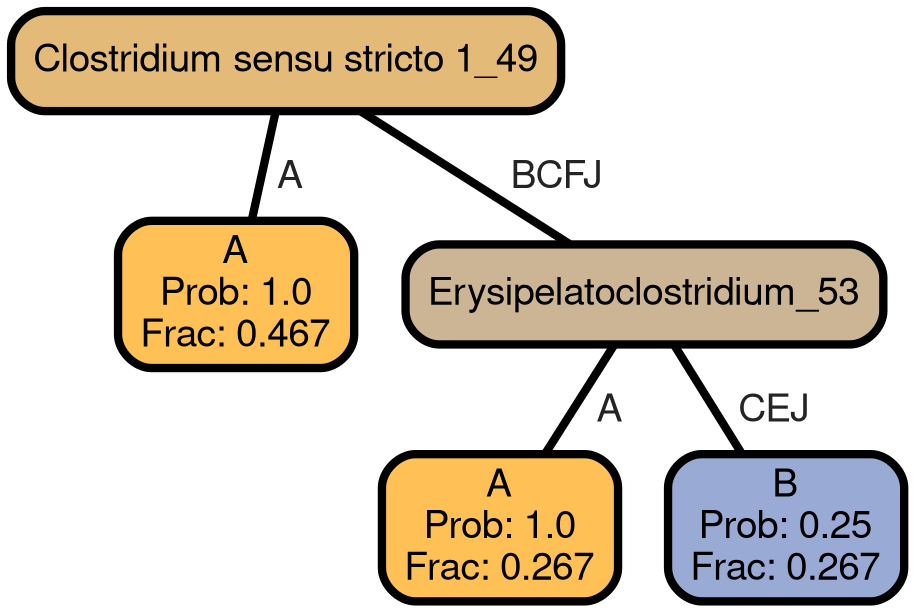 Clostridium sensu stricto 1_49
A
BCFJ
A
Prob: 1.0
Frac: 0.467
Erysipelatoclostridium_53
A
CEJ
A
Prob: 1.0
Frac: 0.267
B
Prob: 0.25
Frac: 0.267